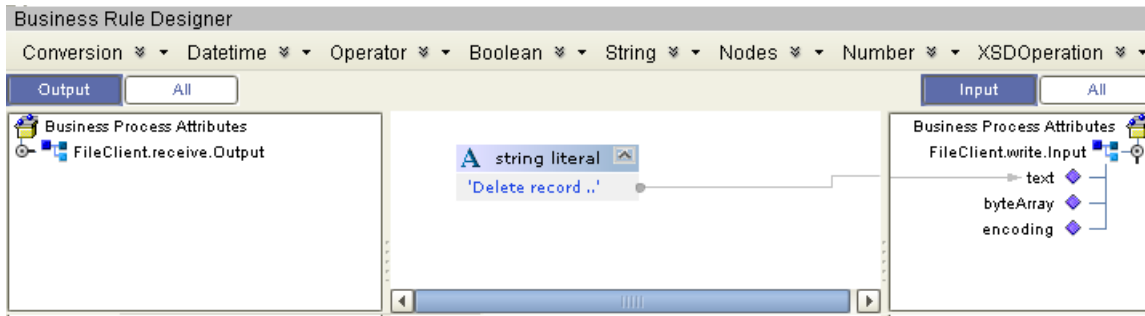 Business Rule Designer
Conversion Datetime Operator Boolean String Nodes Number XSDOperation
Output All Input All
Business Process Attributes
FileClient.receive.Output
A string literal
'Delete record ..'
Business Process Attributes
FileClient.write.Input
text
byteArray
encoding